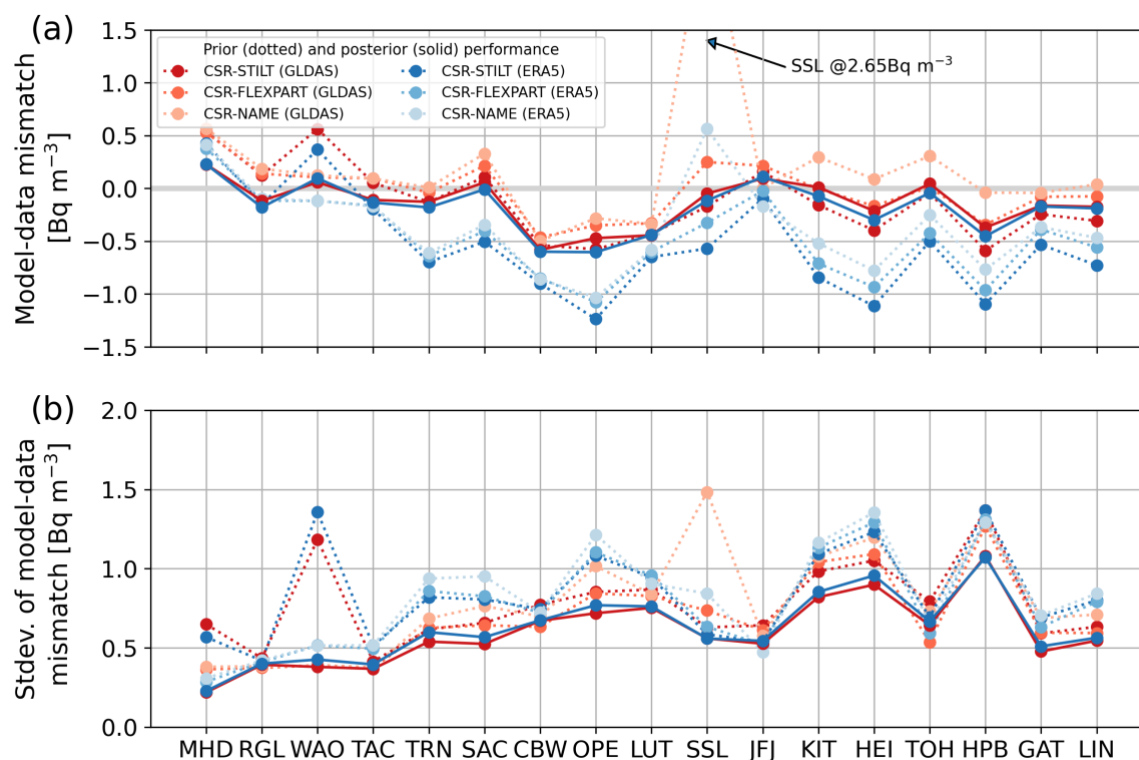 (a)
Model-data mismatch
[Bq m⁻³]
1.5
1.0
0.5
0.0
−0.5
−1.0
−1.5
Prior (dotted) and posterior (solid) performance
CSR-STILT (GLDAS)
CSR-FLEXPART (GLDAS)
CSR-NAME (GLDAS)
CSR-STILT (ERA5)
CSR-FLEXPART (ERA5)
CSR-NAME (ERA5)
SSL @2.65Bq m⁻³
(b)
Stdev. of model-data
mismatch [Bq m⁻³]
2.0
1.5
1.0
0.5
0.0
MHD RGL WAO TAC TRN SAC CBW OPE LUT SSL JFJ KIT HEI TOH HPB GAT LIN